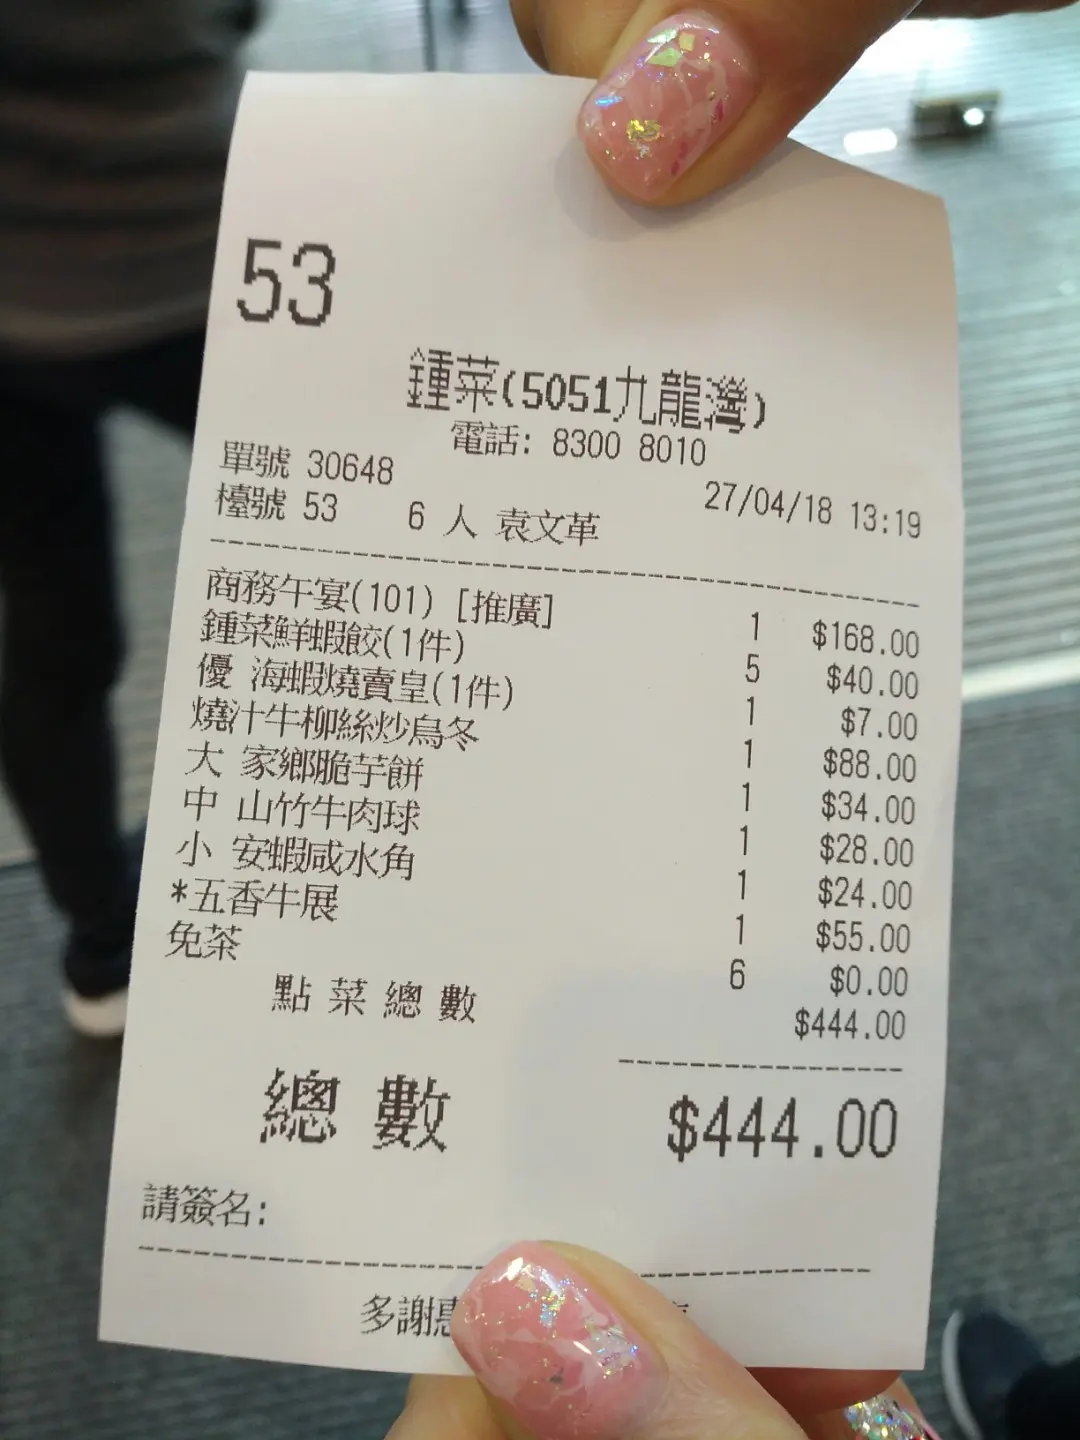 53
鍾菜(5051九龍灣)
電話: 8300 8010
單號 30648 27/04/18 13:19
檯號 53 6 人 袁文革
商務午宴(101) [推廣] 1 $168.00
鍾菜鮮蝦餃(1件) 5 $40.00
優 海蝦燒賣皇(1件) 1 $7.00
燒汁牛柳絲炒烏冬 1 $88.00
大 家鄉脆芋餅 1 $34.00
中 山竹牛肉球 1 $28.00
小 安蝦咸水角 1 $24.00
*五香牛展 1 $55.00
免茶 6 $0.00
點菜總數 $444.00
總數 $444.00
請簽名:
多謝惠